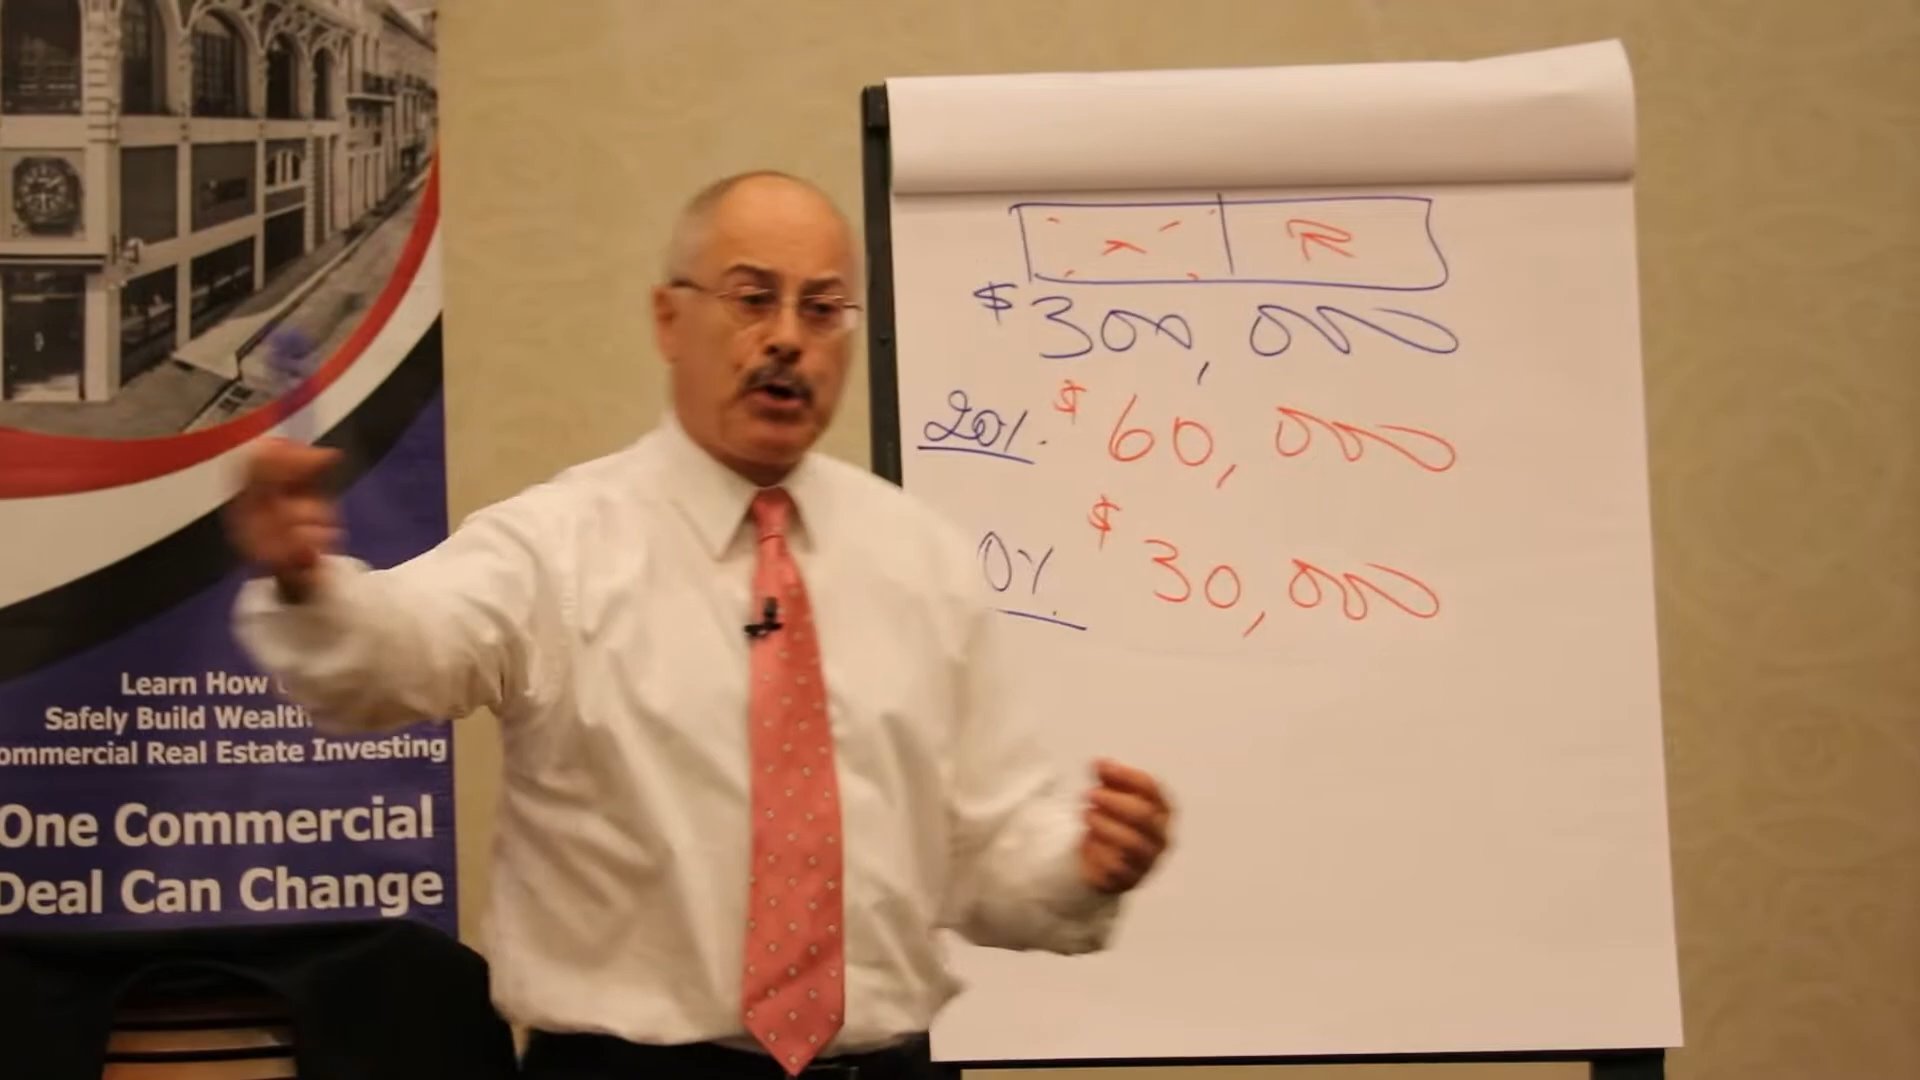 Learn How
Safely Build Wealth
ommercial Real Estate Investing
One Commercial
Deal Can Change
R
$300,000
20%. $60,000
0%. $30,000